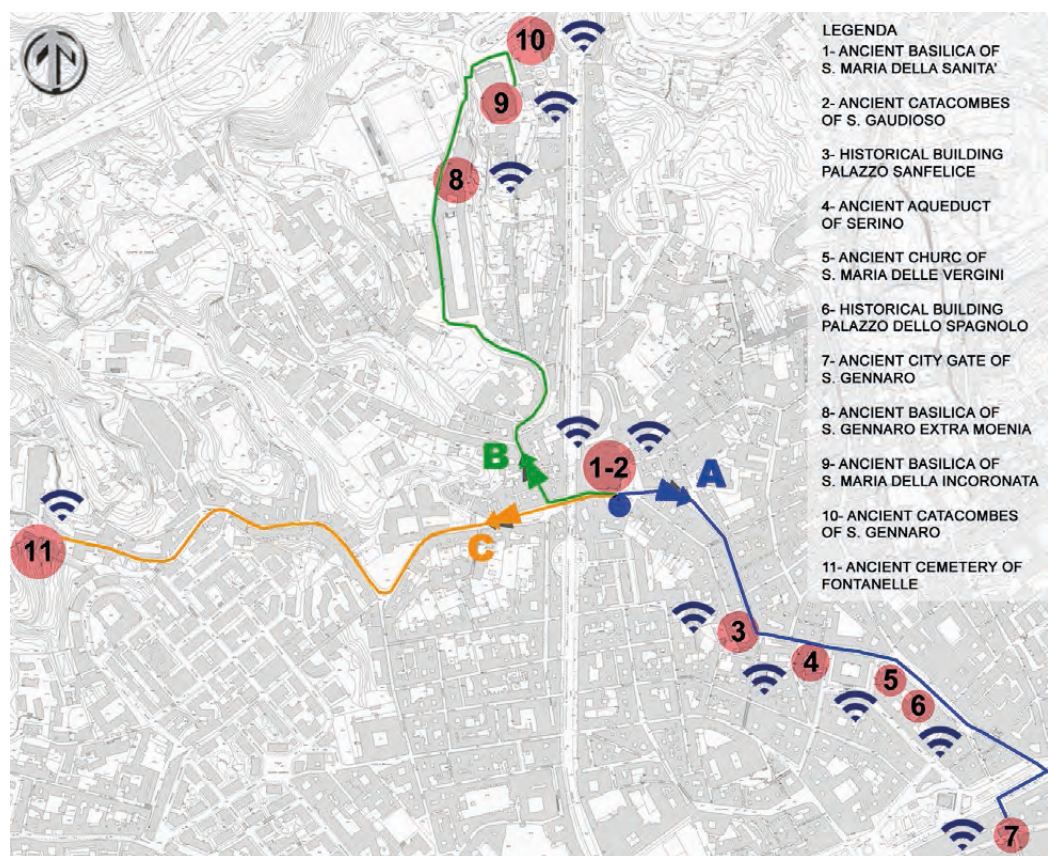 LEGENDA
1- ANCIENT BASILICA OF
S. MARIA DELLA SANITA'
2- ANCIENT CATACOMBES
OF S. GAUDIOSO
3- HISTORICAL BUILDING
PALAZZO SANFELICE
4- ANCIENT AQUEDUCT
OF SERINO
5- ANCIENT CHURC OF
S. MARIA DELLE VERGINI
6- HISTORICAL BUILDING
PALAZZO DELLO SPAGNOLO
7- ANCIENT CITY GATE OF
S. GENNARO
8- ANCIENT BASILICA OF
S. GENNARO EXTRA MOENIA
9- ANCIENT BASILICA OF
S. MARIA DELLA INCORONATA
10- ANCIENT CATACOMBES
OF S. GENNARO
11- ANCIENT CEMETERY OF
FONTANELLE
10
9
8
B
1-2
A
C
11
3
4
5
6
7